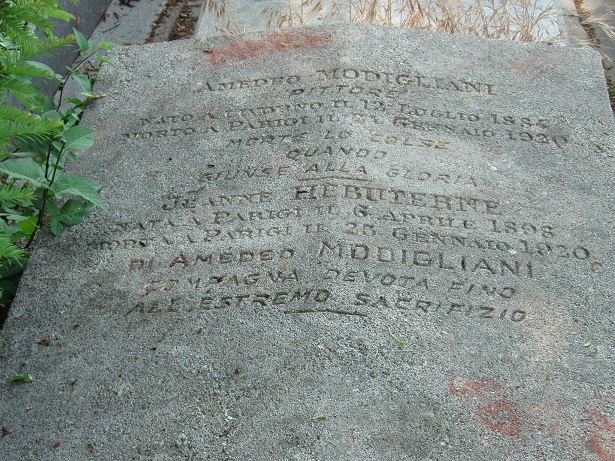 AMEDEO MODIGLIANI
PITTORE
NATO A LIVORNO IL 12 LUGLIO 1884
MORTO A PARIGI IL 24 GENNAIO 1920
MORTE LO COLSE
QUANDO
GIUNSE ALLA GLORIA
JEANNE HEBUTERNE
NATA A PARIGI IL 6 APRILE 1898
MORTA A PARIGI IL 25 GENNAIO 1920
DI AMEDEO MODIGLIANI
COMPAGNA DEVOTA FINO
ALL'ESTREMO SACRIFIZIO